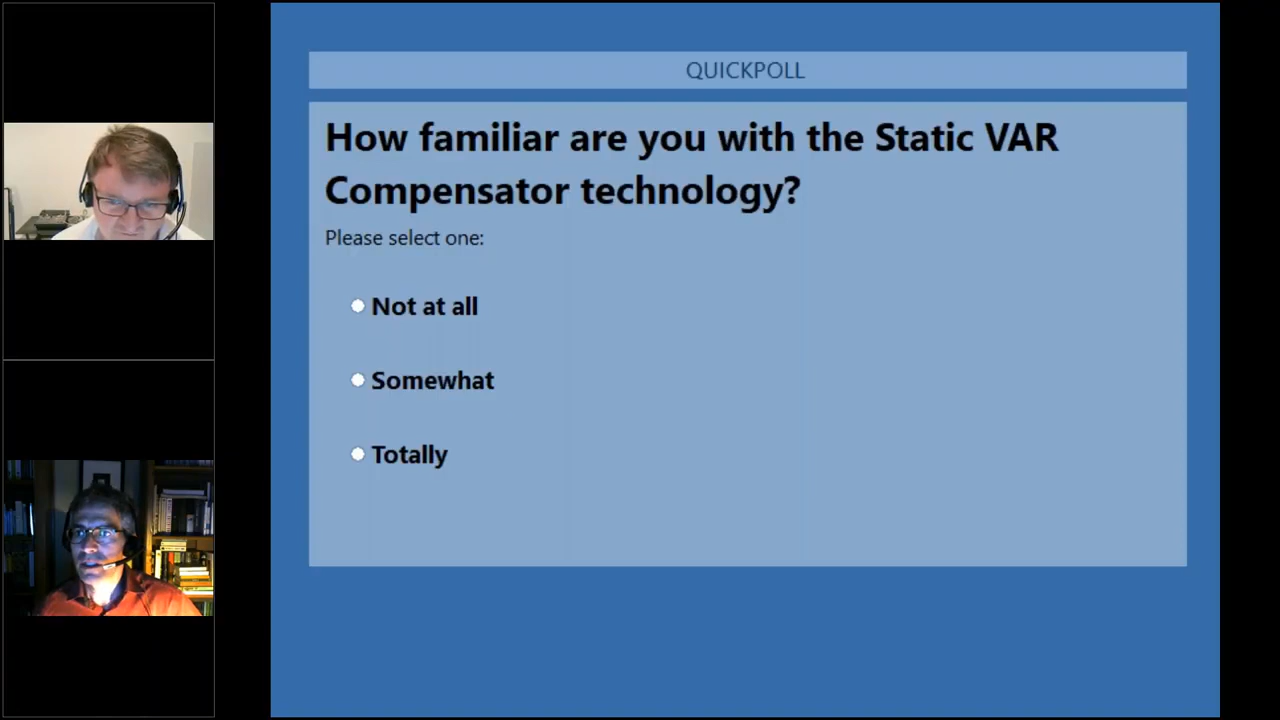 QUICKPOLL
How familiar are you with the Static VAR
Compensator technology?
Please select one:
Not at all
Somewhat
Totally